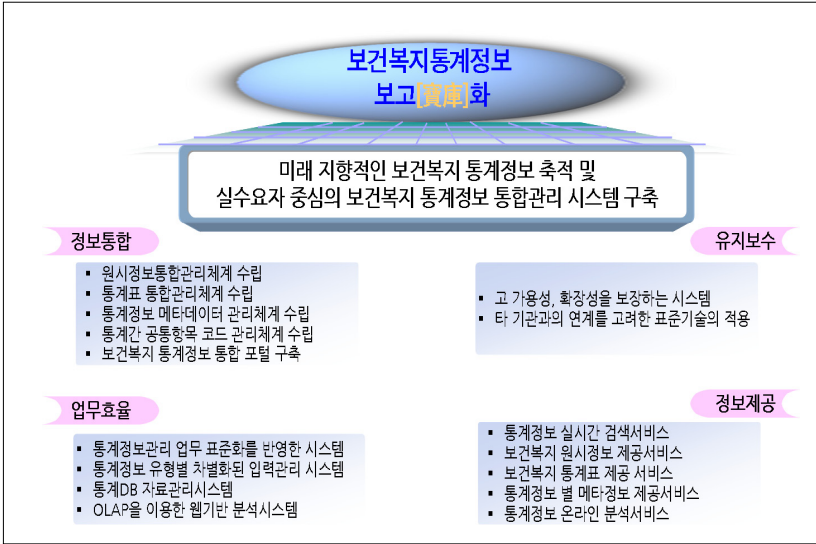 보건복지통계정보
보고[寶庫]화
미래 지향적인 보건복지 통계정보 축적 및
실수요자 중심의 보건복지 통계정보 통합관리 시스템 구축
정보통합
▪ 원시정보통합관리체계 수립
▪ 통계표 통합관리체계 수립
▪ 통계정보 메타데이터 관리체계 수립
▪ 통계간 공통항목 코드 관리체계 수립
▪ 보건복지 통계정보 통합 포털 구축
유지보수
▪ 고 가용성, 확장성을 보장하는 시스템
▪ 타 기관과의 연계를 고려한 표준기술의 적용
업무효율
▪ 통계정보관리 업무 표준화를 반영한 시스템
▪ 통계정보 유형별 차별화된 입력관리 시스템
▪ 통계DB 자료관리시스템
▪ OLAP을 이용한 웹기반 분석시스템
정보제공
▪ 통계정보 실시간 검색서비스
▪ 보건복지 원시정보 제공서비스
▪ 보건복지 통계표 제공 서비스
▪ 통계정보 별 메타정보 제공서비스
▪ 통계정보 온라인 분석서비스